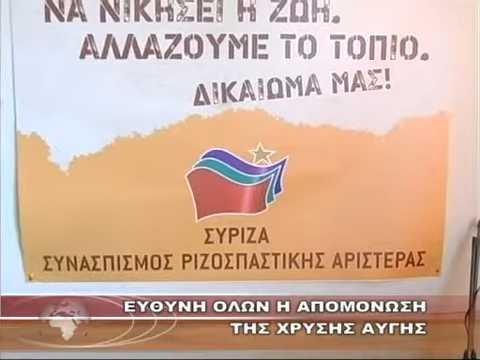 ΝΑ ΝΙΚΗΣΕΙ Η ΖΩΗ.
ΑΛΛΑΖΟΥΜΕ ΤΟ ΤΟΠΙΟ.
ΔΙΚΑΙΩΜΑ ΜΑΣ!
ΣΥΡΙΖΑ
ΣΥΝΑΣΠΙΣΜΟΣ ΡΙΖΟΣΠΑΣΤΙΚΗΣ ΑΡΙΣΤΕΡΑΣ
ΕΥΘΥΝΗ ΟΛΩΝ Η ΑΠΟΜΟΝΩΣΗ
ΤΗΣ ΧΡΥΣΗΣ ΑΥΓΗΣ